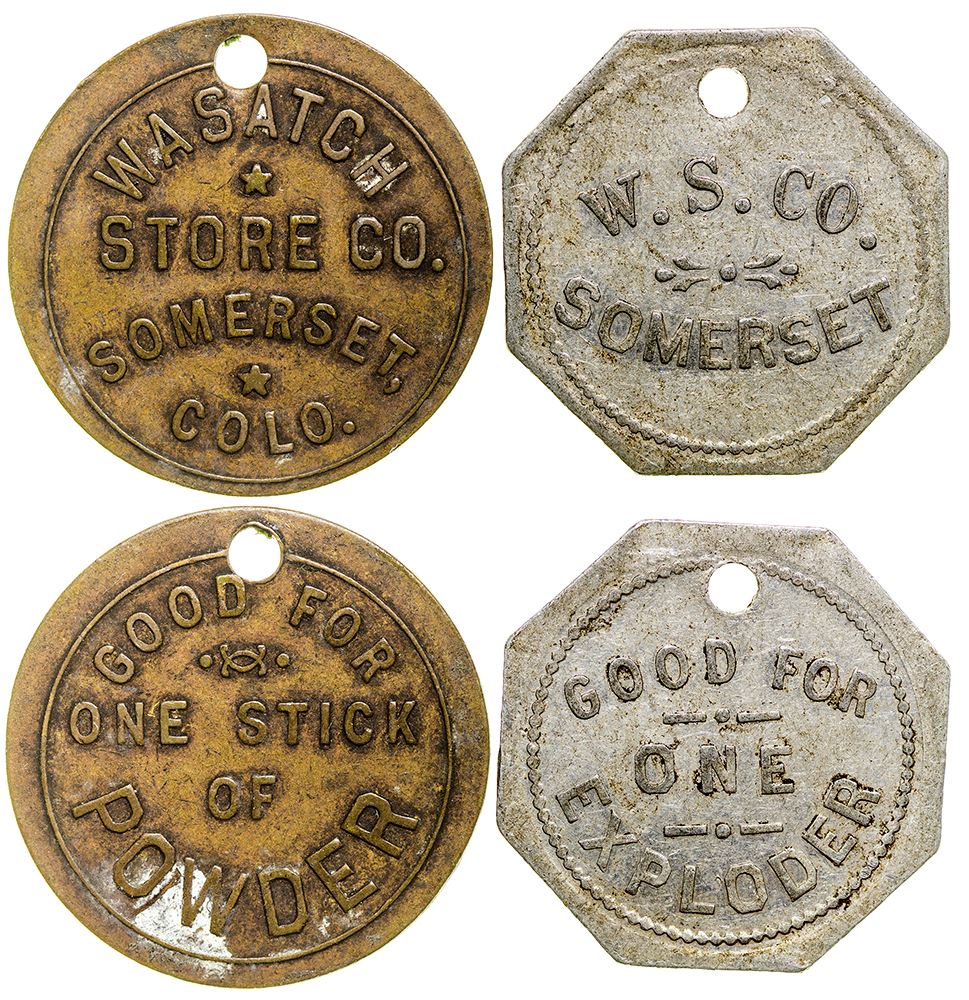 WASATCH
STORE CO.
SOMERSET,
COLO.
W. S. CO.
SOMERSET
GOOD FOR
ONE STICK
OF
POWDER
GOOD FOR
ONE
EXPLODER